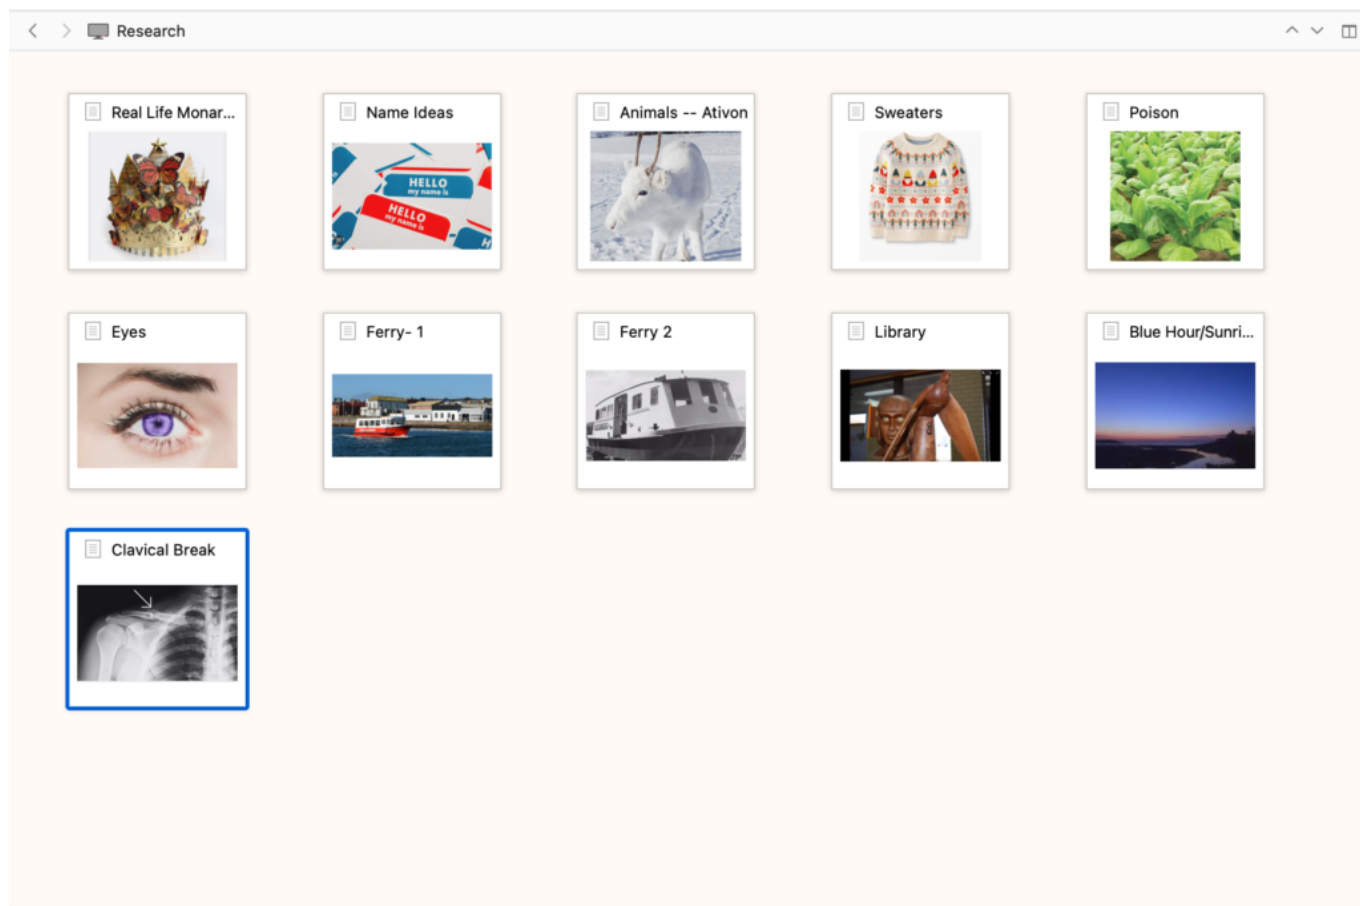 Research
Real Life Monar...
Name Ideas
Animals -- Ativon
Sweaters
Poison
HELLO
my name is
HELLO
my name is
H
Eyes
Ferry- 1
Ferry 2
Library
Blue Hour/Sunri...
Clavical Break